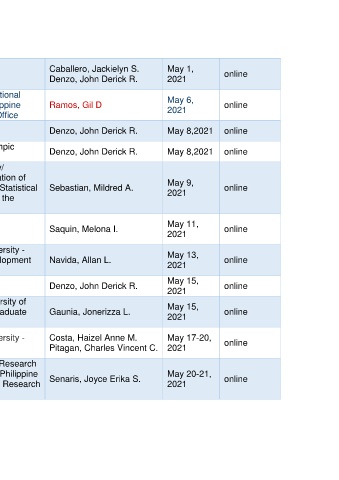 Caballero, Jackielyn S. May 1,
Denzo, John Derick R. 2021 online
tional May 6,
ppine Ramos, Gil D 2021 online
Office
Denzo, John Derick R. May 8,2021 online
mpic Denzo, John Derick R. May 8,2021 online
y/
ation of May 9,
Statistical Sebastian, Mildred A. 2021 online
the
Saquin, Melona I. May 11,
2021 online
ersity - May 13,
lopment Navida, Allan L. 2021 online
Denzo, John Derick R. May 15,
2021 online
rsity of May 15,
aduate Gaunia, Jonerizza L. 2021 online
ersity - Costa, Haizel Anne M. May 17-20,
Pitagan, Charles Vincent C. 2021 online
Research
Philippine Senaris, Joyce Erika S. May 20-21,
Research 2021 online